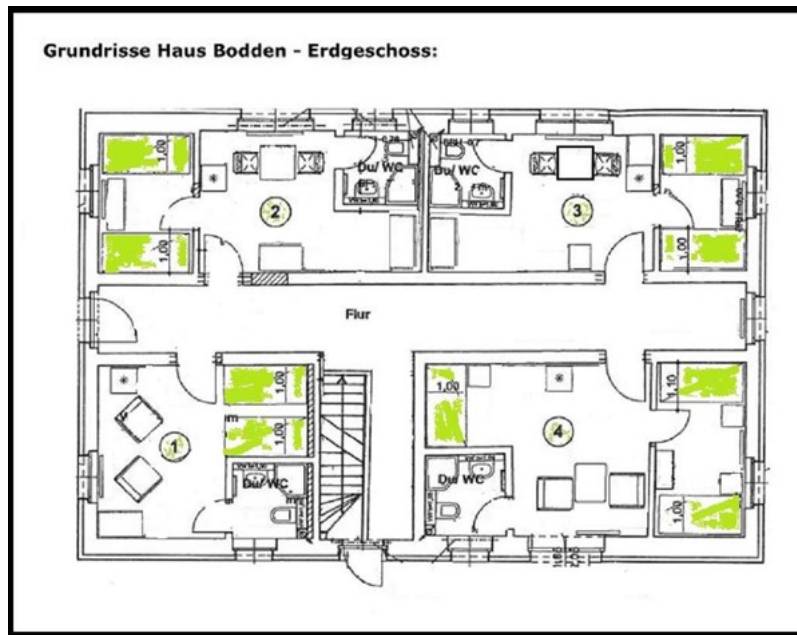 Grundrisse Haus Bodden - Erdgeschoss:
1,00
1,00
Du/ WC
Du/ WC
2
3
1,00
1,00
Flur
1,00
1,00
1,00
1,10
1
4
Du/ WC
Du/ WC
1,00